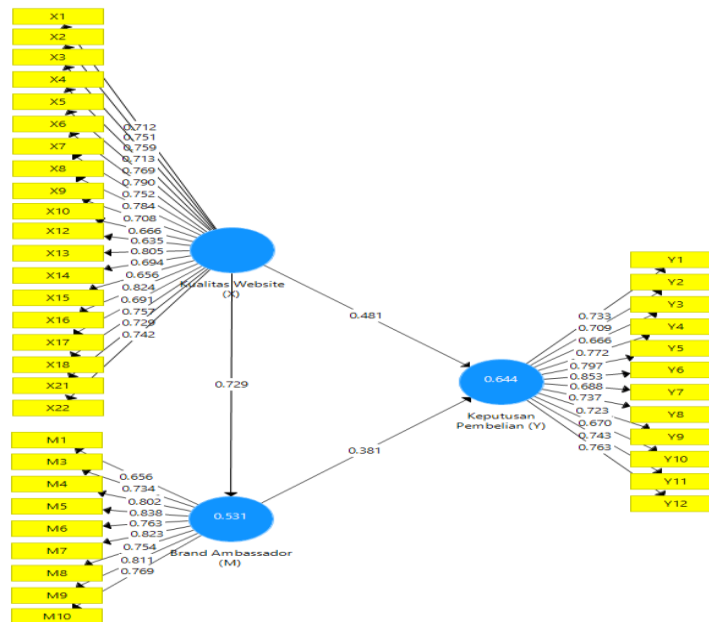 X1
X2
X3
X4
X5
X6
X7
X8
X9
X10
X12
X13
X14
X15
X16
X17
X18
X21
X22
0.712
0.751
0.759
0.713
0.769
0.790
0.752
0.784
0.708
0.666
0.635
0.805
0.694
0.656
0.824
0.691
0.757
0.729
0.742
Kualitas Website
(X)
0.481
0.729
0.381
0.644
Keputusan
Pembelian (Y)
Y1
Y2
Y3
Y4
Y5
Y6
Y7
Y8
Y9
Y10
Y11
Y12
0.733
0.709
0.666
0.772
0.797
0.853
0.688
0.737
0.723
0.670
0.743
0.763
M1
M3
M4
M5
M6
M7
M8
M9
M10
0.656
0.734
0.802
0.838
0.763
0.823
0.754
0.811
0.769
0.531
Brand Ambassador
(M)